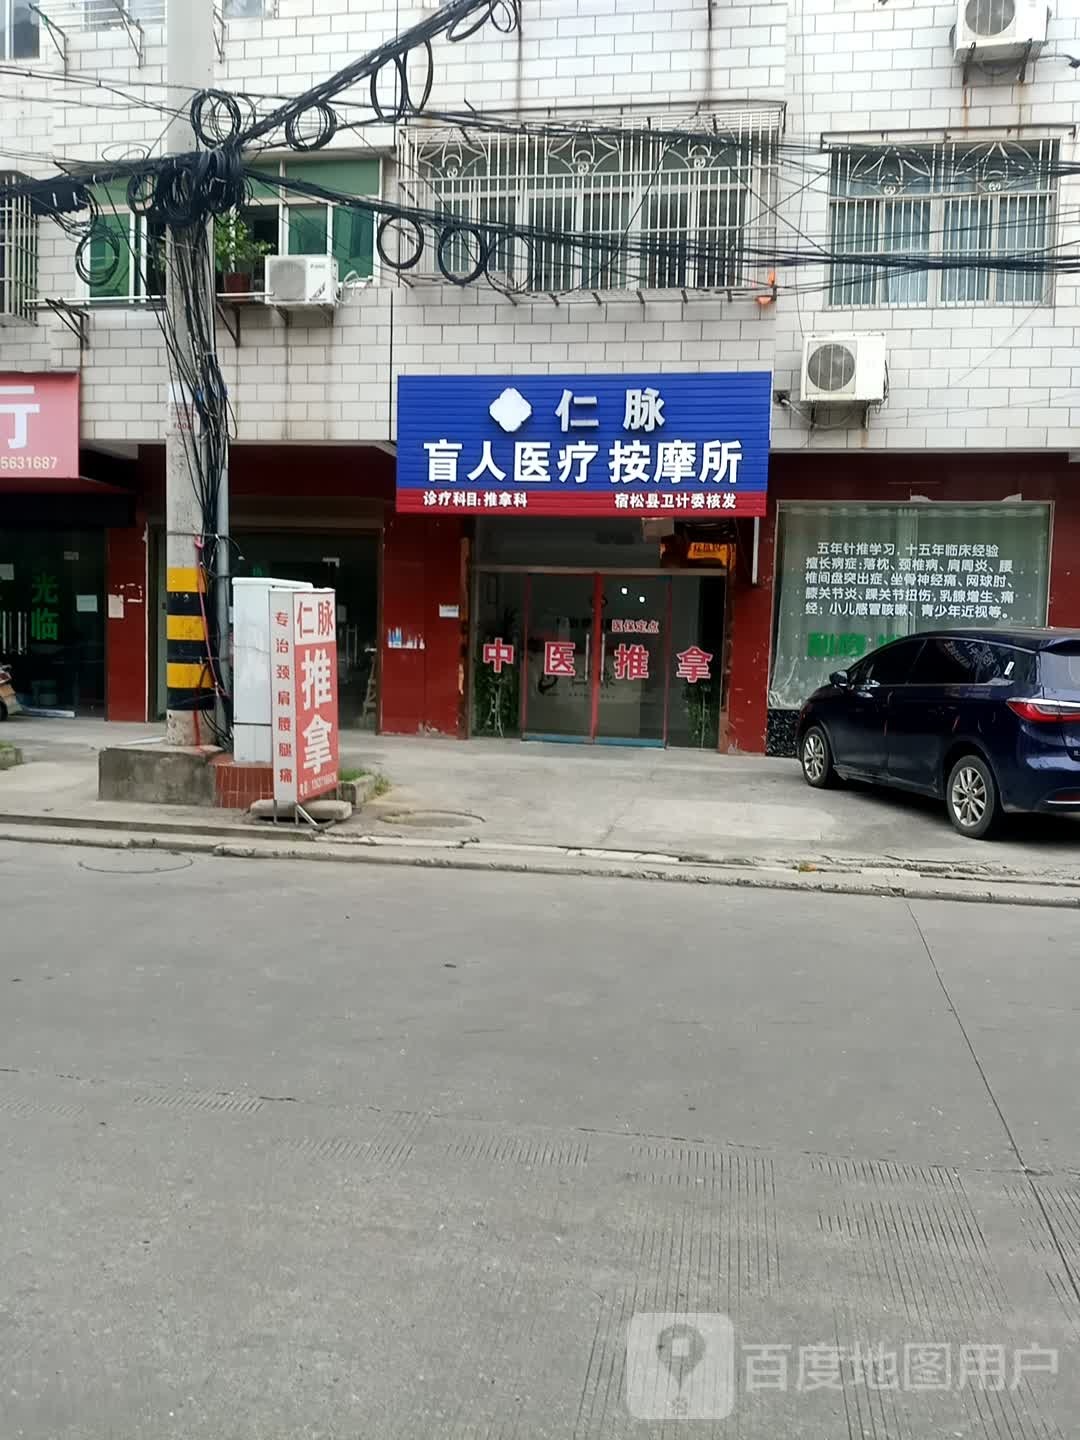 仁脉
盲人医疗按摩所
诊疗科目:推拿科 宿松县卫计委核发
厅
5631687
五年针推学习，十五年临床经验
擅长病症:落枕、颈椎病、肩周炎、腰
椎间盘突出症、坐骨神经痛、网球肘、
膝关节炎、踝关节扭伤、乳腺增生、痛
经；小儿感冒咳嗽、青少年近视等。
医保定点
中医推拿
光临
仁脉
推拿
专治颈肩腰腿痛
百度地图用户